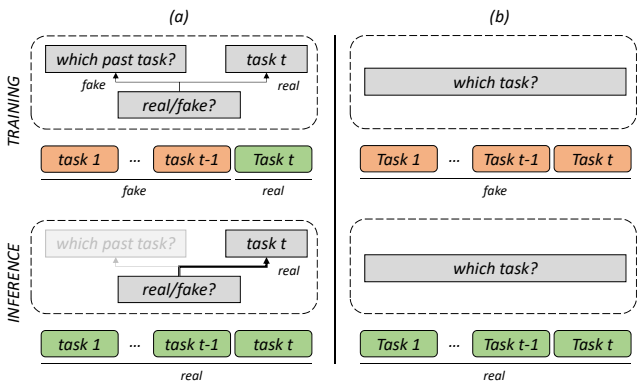 (a)
(b)
TRAINING
which past task?
task t
fake
real
real/fake?
which task?
task 1 ... task t-1 Task t
fake real
Task 1 ... Task t-1 Task t
fake
INFERENCE
which past task?
task t
real
real/fake?
which task?
task 1 ... task t-1 task t
real
Task 1 ... Task t-1 Task t
real